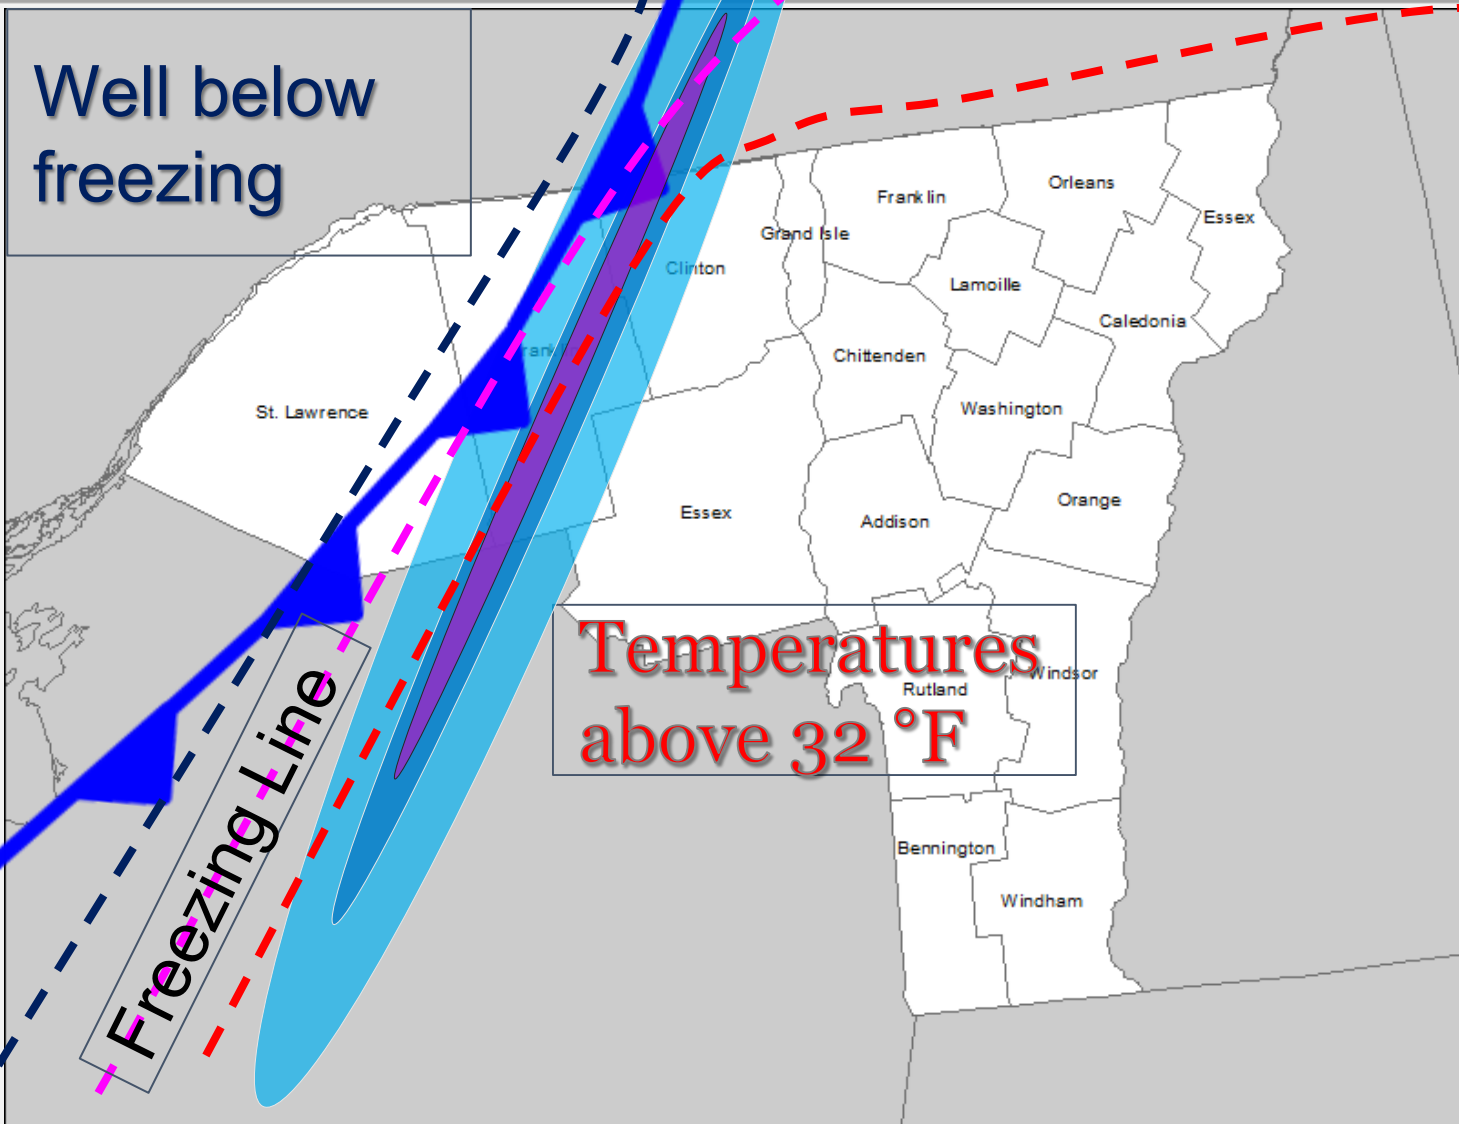 Well below
freezing
Franklin
Orleans
Essex
Grand Isle
Clinton
Lamoille
Caledonia
Franklin
Chittenden
St. Lawrence
Washington
Essex
Addison
Orange
Temperatures
above 32 °F
Windsor
Rutland
Freezing Line
Bennington
Windham